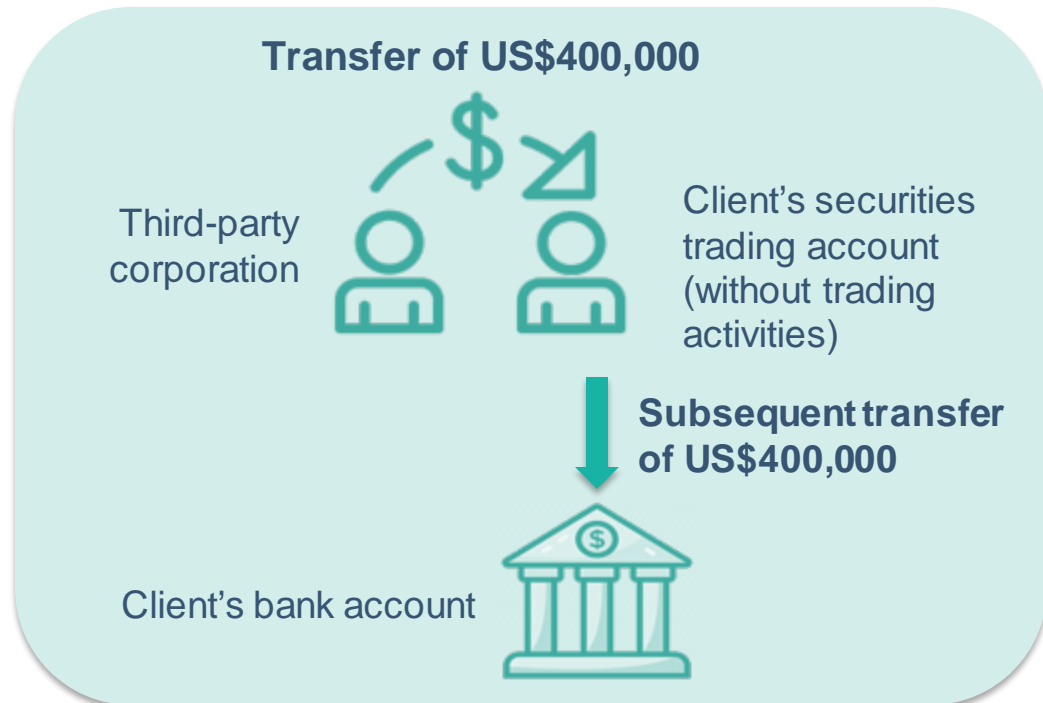 Transfer of US$400,000
$
Third-party
corporation
Client’s securities
trading account
(without trading
activities)
Subsequent transfer
of US$400,000
$
Client’s bank account